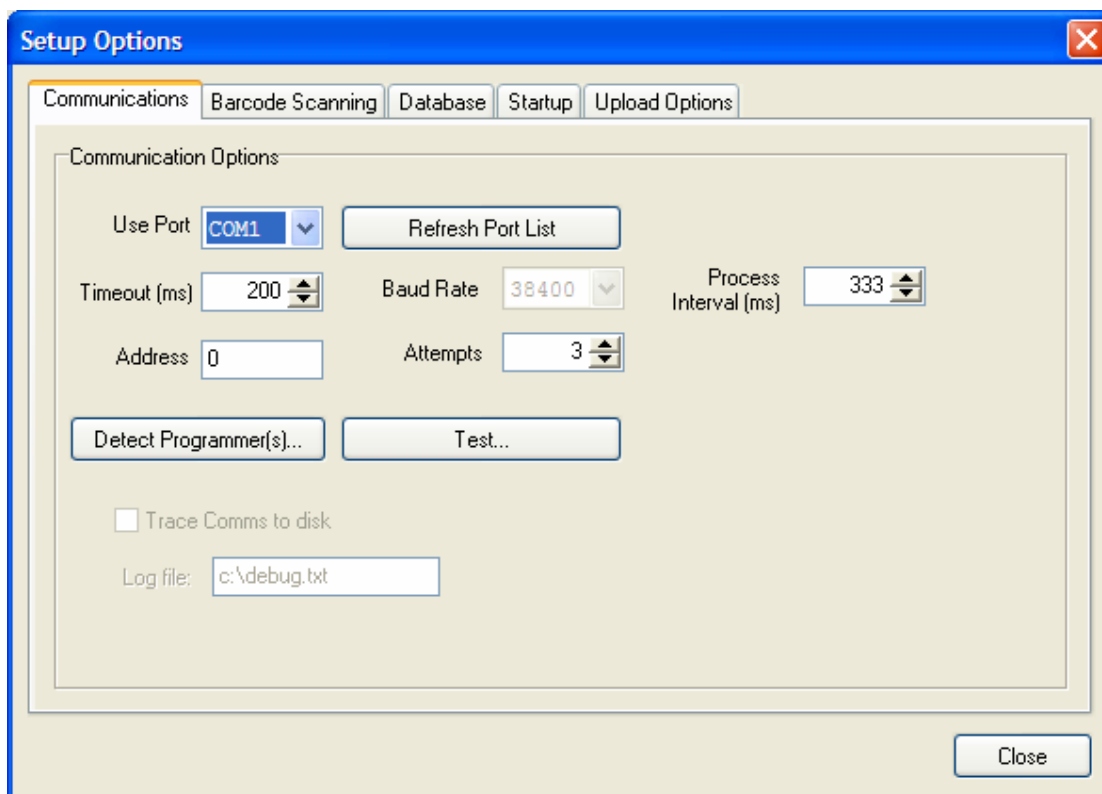 Setup Options
Communications Barcode Scanning Database Startup Upload Options
Communication Options
Use Port COM1 Refresh Port List
Timeout (ms) 200 Baud Rate 38400 Process Interval (ms) 333
Address 0 Attempts 3
Detect Programmer(s)... Test...
Trace Comms to disk
Log file: c:\debug.txt
Close